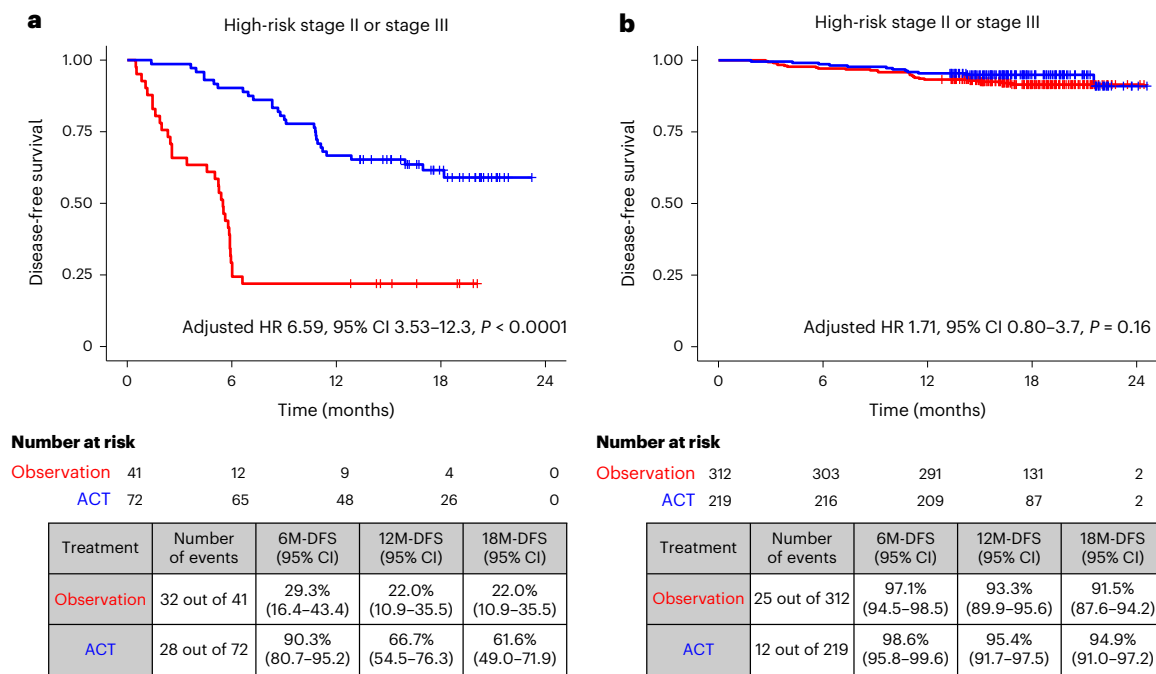 a
High-risk stage II or stage III
1.00
0.75
0.50
0.25
0
Disease-free survival
Adjusted HR 6.59, 95% CI 3.53–12.3, P < 0.0001
0 6 12 18 24
Time (months)
Number at risk
Observation 41 12 9 4 0
ACT 72 65 48 26 0
Treatment Number of events 6M-DFS (95% CI) 12M-DFS (95% CI) 18M-DFS (95% CI)
Observation 32 out of 41 29.3% (16.4–43.4) 22.0% (10.9–35.5) 22.0% (10.9–35.5)
ACT 28 out of 72 90.3% (80.7–95.2) 66.7% (54.5–76.3) 61.6% (49.0–71.9)
b
High-risk stage II or stage III
1.00
0.75
0.50
0.25
0
Disease-free survival
Adjusted HR 1.71, 95% CI 0.80–3.7, P = 0.16
0 6 12 18 24
Time (months)
Number at risk
Observation 312 303 291 131 2
ACT 219 216 209 87 2
Treatment Number of events 6M-DFS (95% CI) 12M-DFS (95% CI) 18M-DFS (95% CI)
Observation 25 out of 312 97.1% (94.5–98.5) 93.3% (89.9–95.6) 91.5% (87.6–94.2)
ACT 12 out of 219 98.6% (95.8–99.6) 95.4% (91.7–97.5) 94.9% (91.0–97.2)